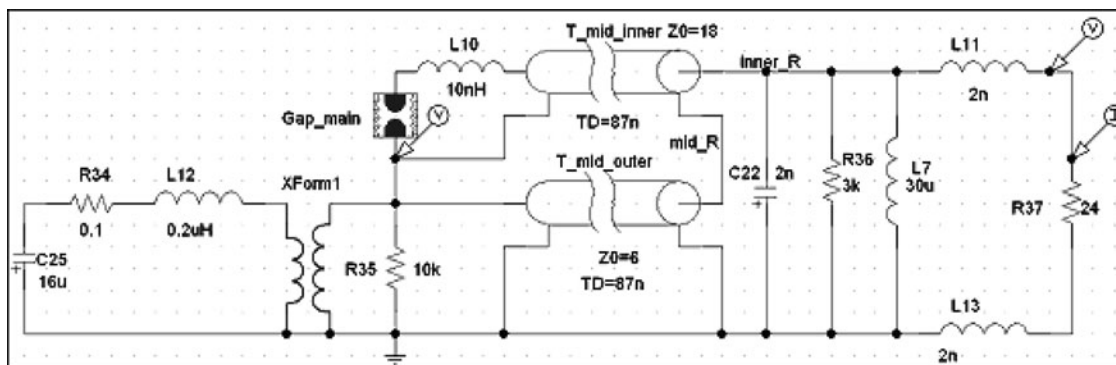 T_mid_inner Z0=18
L10
10nH
Inner_R
L11
2n
V
I
Gap_main
V
TD=87n
mid_R
T_mid_outer
R34
0.1
L12
0.2uH
XForm1
C22
2n
R36
3k
L7
30u
R37
24
C25
16u
R35
10k
Z0=6
TD=87n
L13
2n